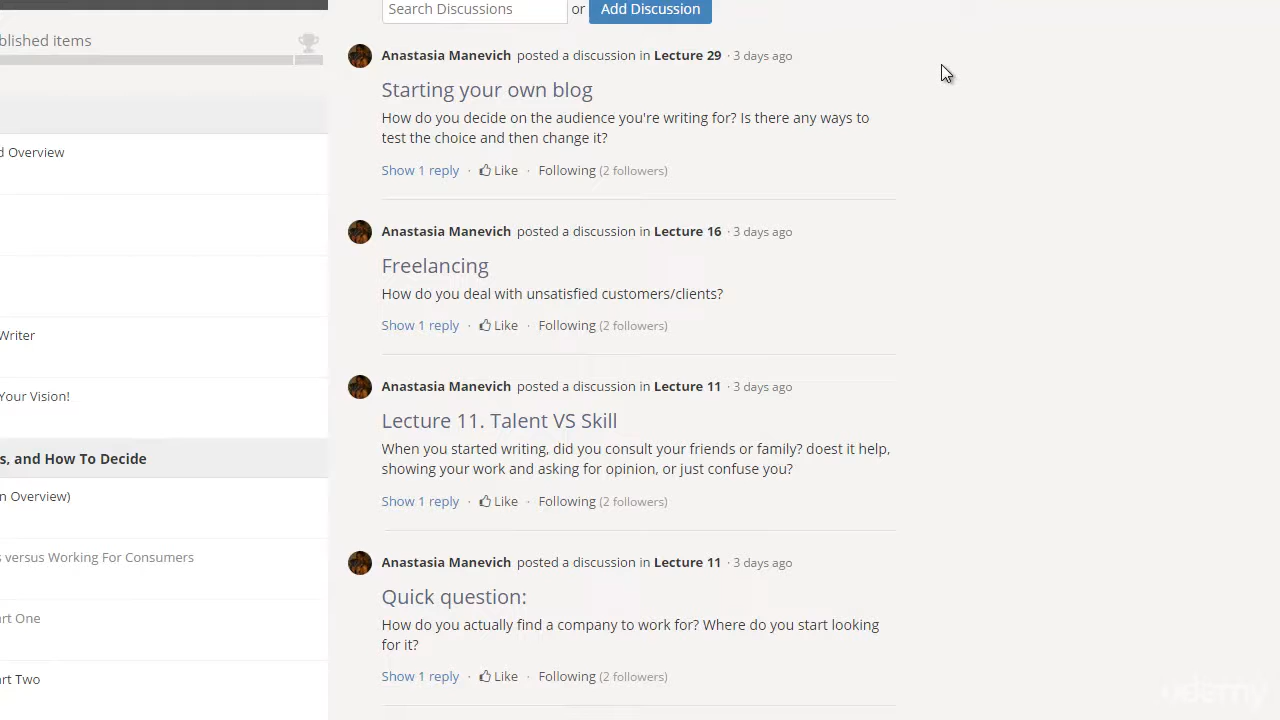 Search Discussions or Add Discussion
blished items
Anastasia Manevich posted a discussion in Lecture 29 · 3 days ago
Starting your own blog
How do you decide on the audience you're writing for? Is there any ways to
test the choice and then change it?
Show 1 reply · Like · Following (2 followers)
d Overview
Anastasia Manevich posted a discussion in Lecture 16 · 3 days ago
Freelancing
How do you deal with unsatisfied customers/clients?
Show 1 reply · Like · Following (2 followers)
Writer
Anastasia Manevich posted a discussion in Lecture 11 · 3 days ago
Your Vision!
Lecture 11. Talent VS Skill
When you started writing, did you consult your friends or family? doest it help,
showing your work and asking for opinion, or just confuse you?
Show 1 reply · Like · Following (2 followers)
s, and How To Decide
n Overview)
Anastasia Manevich posted a discussion in Lecture 11 · 3 days ago
s versus Working For Consumers
Quick question:
How do you actually find a company to work for? Where do you start looking
for it?
Show 1 reply · Like · Following (2 followers)
rt One
rt Two
udemy